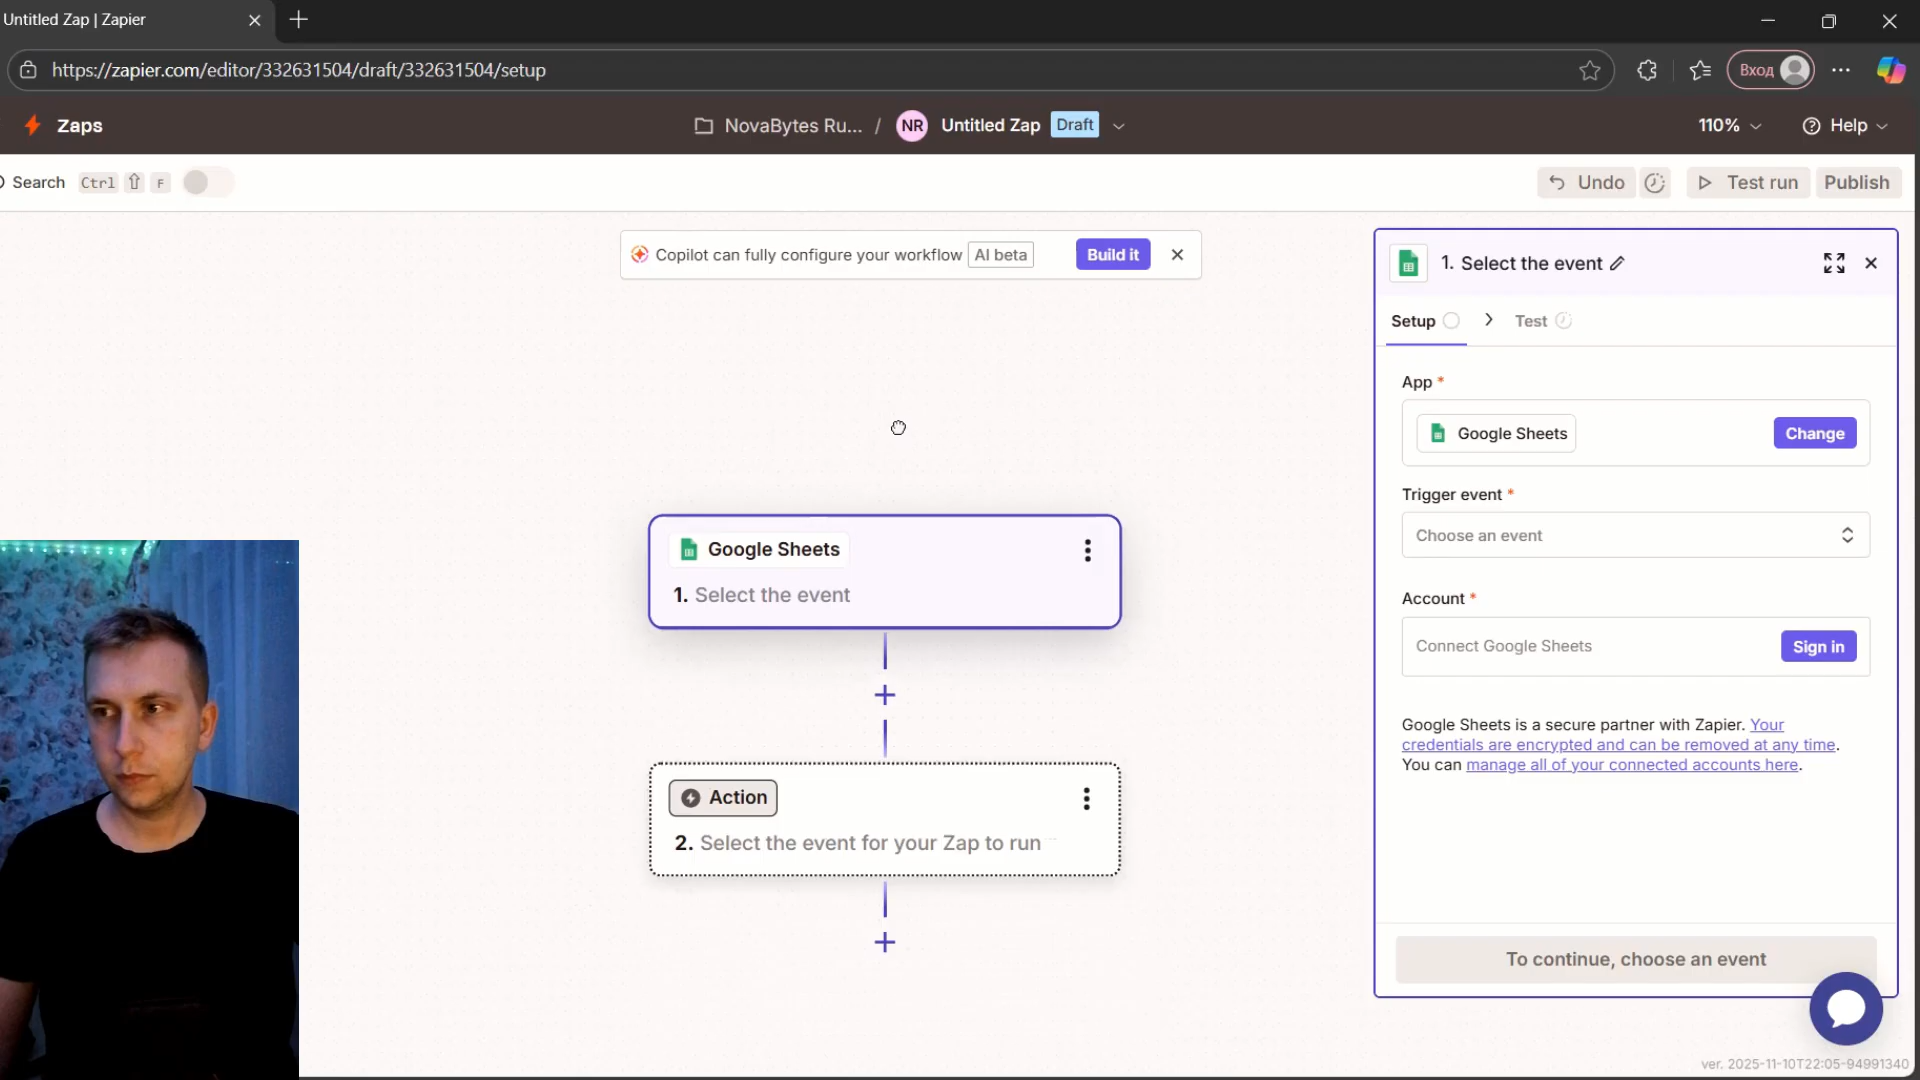 Untitled Zap | Zapier
https://zapier.com/editor/332631504/draft/332631504/setup
Вход
Zaps
NovaBytes Ru... / NR Untitled Zap Draft
110%
Help
Search Ctrl F
Undo
Test run
Publish
Copilot can fully configure your workflow AI beta
Build it
Google Sheets
1. Select the event
Action
2. Select the event for your Zap to run
1. Select the event
Setup
Test
App *
Google Sheets
Change
Trigger event *
Choose an event
Account *
Connect Google Sheets
Sign in
Google Sheets is a secure partner with Zapier. Your
credentials are encrypted and can be removed at any time.
You can manage all of your connected accounts here.
To continue, choose an event
ver. 2025-11-10T22:05-94991340